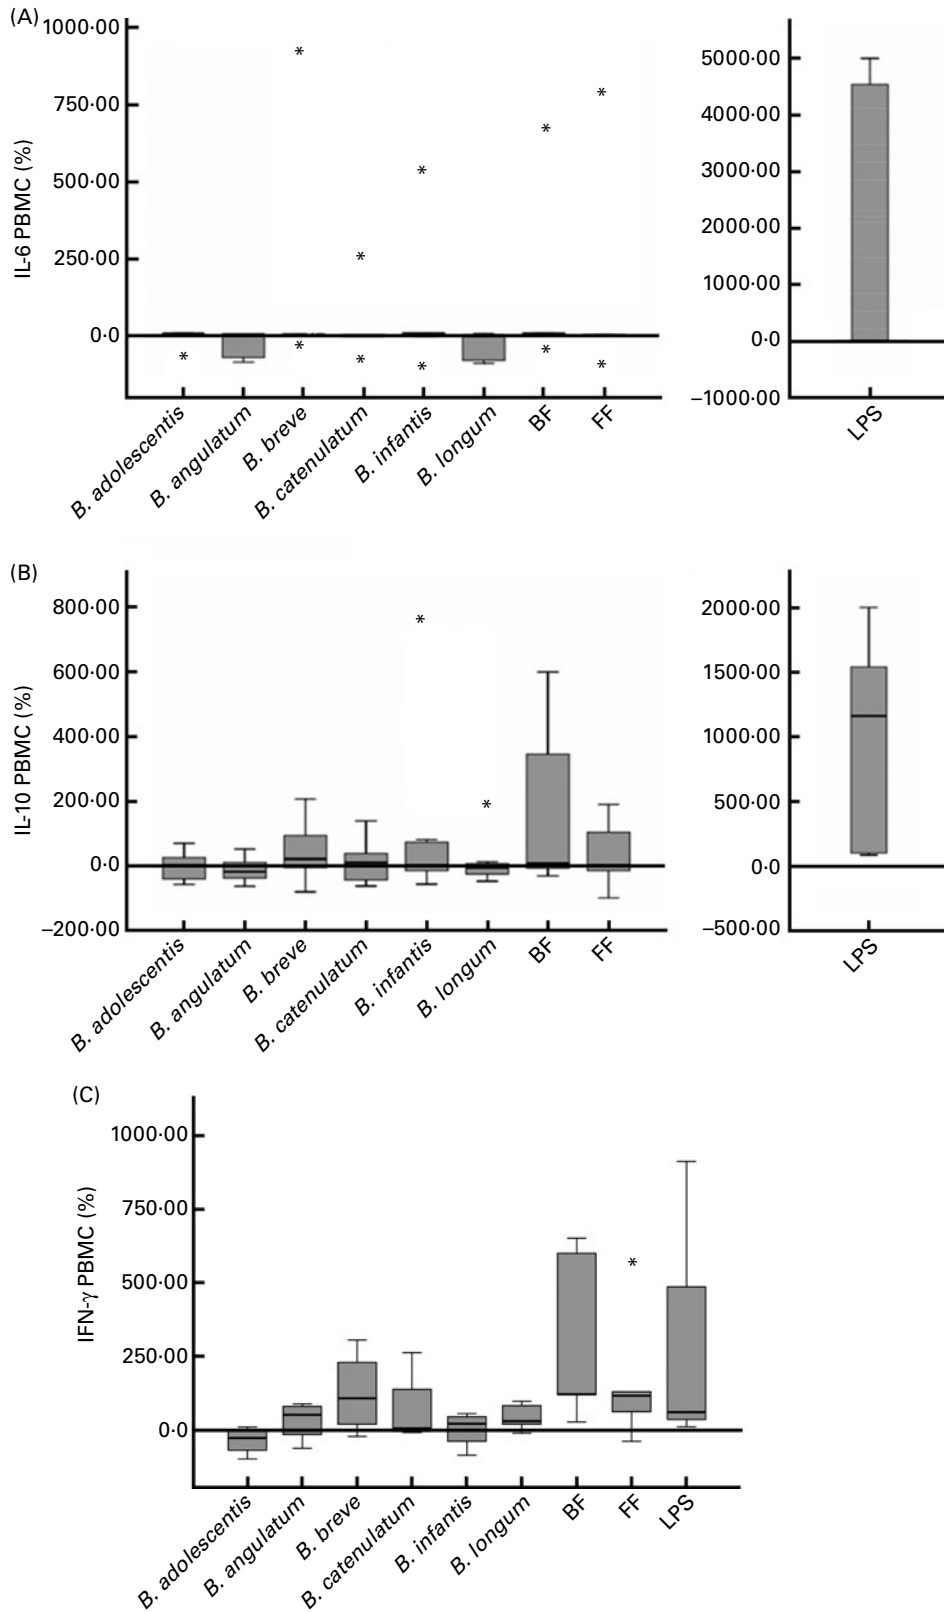 (A)
IL-6 PBMC (%)
1000·00
750·00
500·00
250·00
0·0
*
*
*
*
*
*
*
*
*
*
*
B. adolescentis
B. angulatum
B. breve
B. catenulatum
B. infantis
B. longum
BF
FF
5000·00
4000·00
3000·00
2000·00
1000·00
0·0
–1000·00
LPS
(B)
IL-10 PBMC (%)
800·00
600·00
400·00
200·00
0·0
–200·00
*
*
B. adolescentis
B. angulatum
B. breve
B. catenulatum
B. infantis
B. longum
BF
FF
2000·00
1500·00
1000·00
500·00
0·0
–500·00
LPS
(C)
IFN-γ PBMC (%)
1000·00
750·00
500·00
250·00
0·0
*
B. adolescentis
B. angulatum
B. breve
B. catenulatum
B. infantis
B. longum
BF
FF
LPS